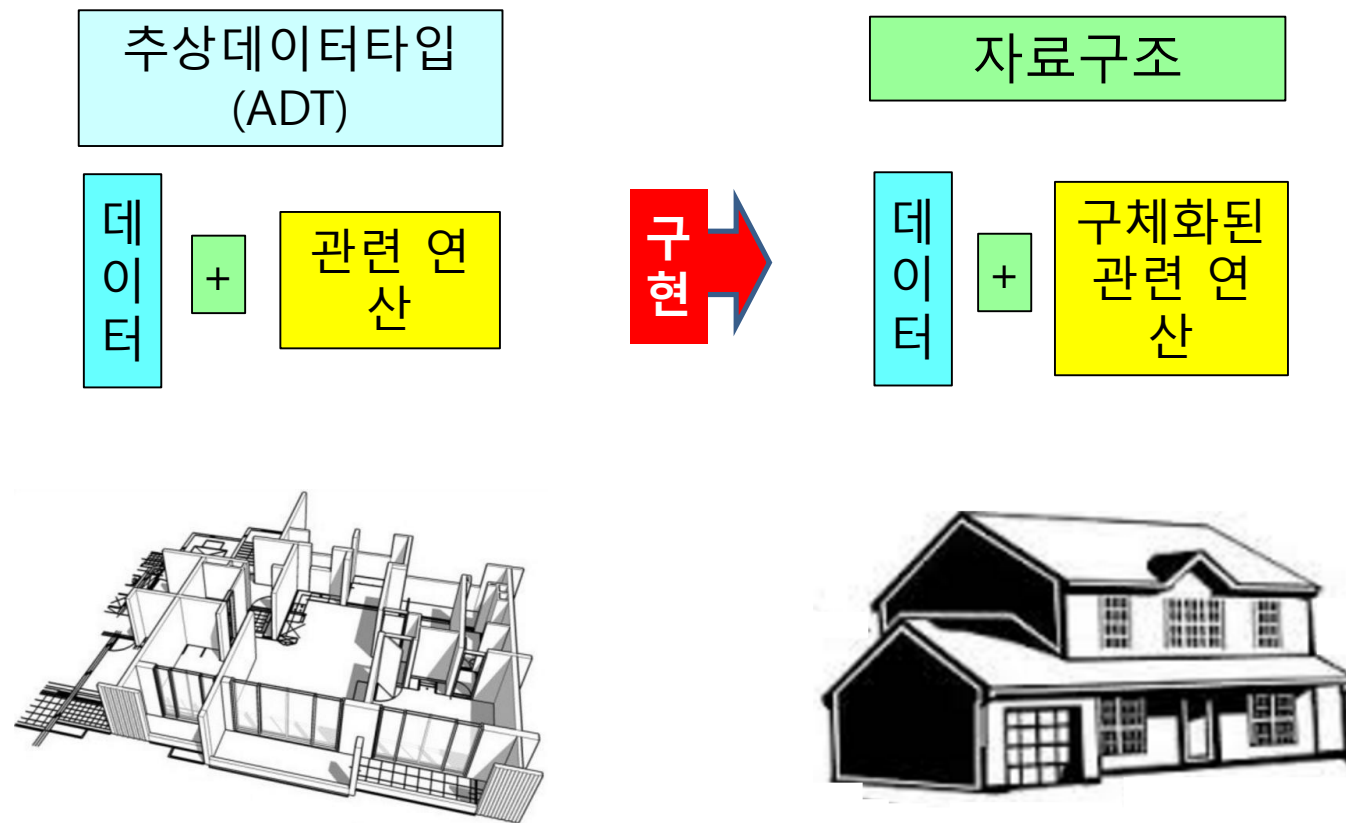 추상데이터타입
(ADT)
자료구조
데
이
터
+
관련 연
산
구
현
데
이
터
+
구체화된
관련 연
산